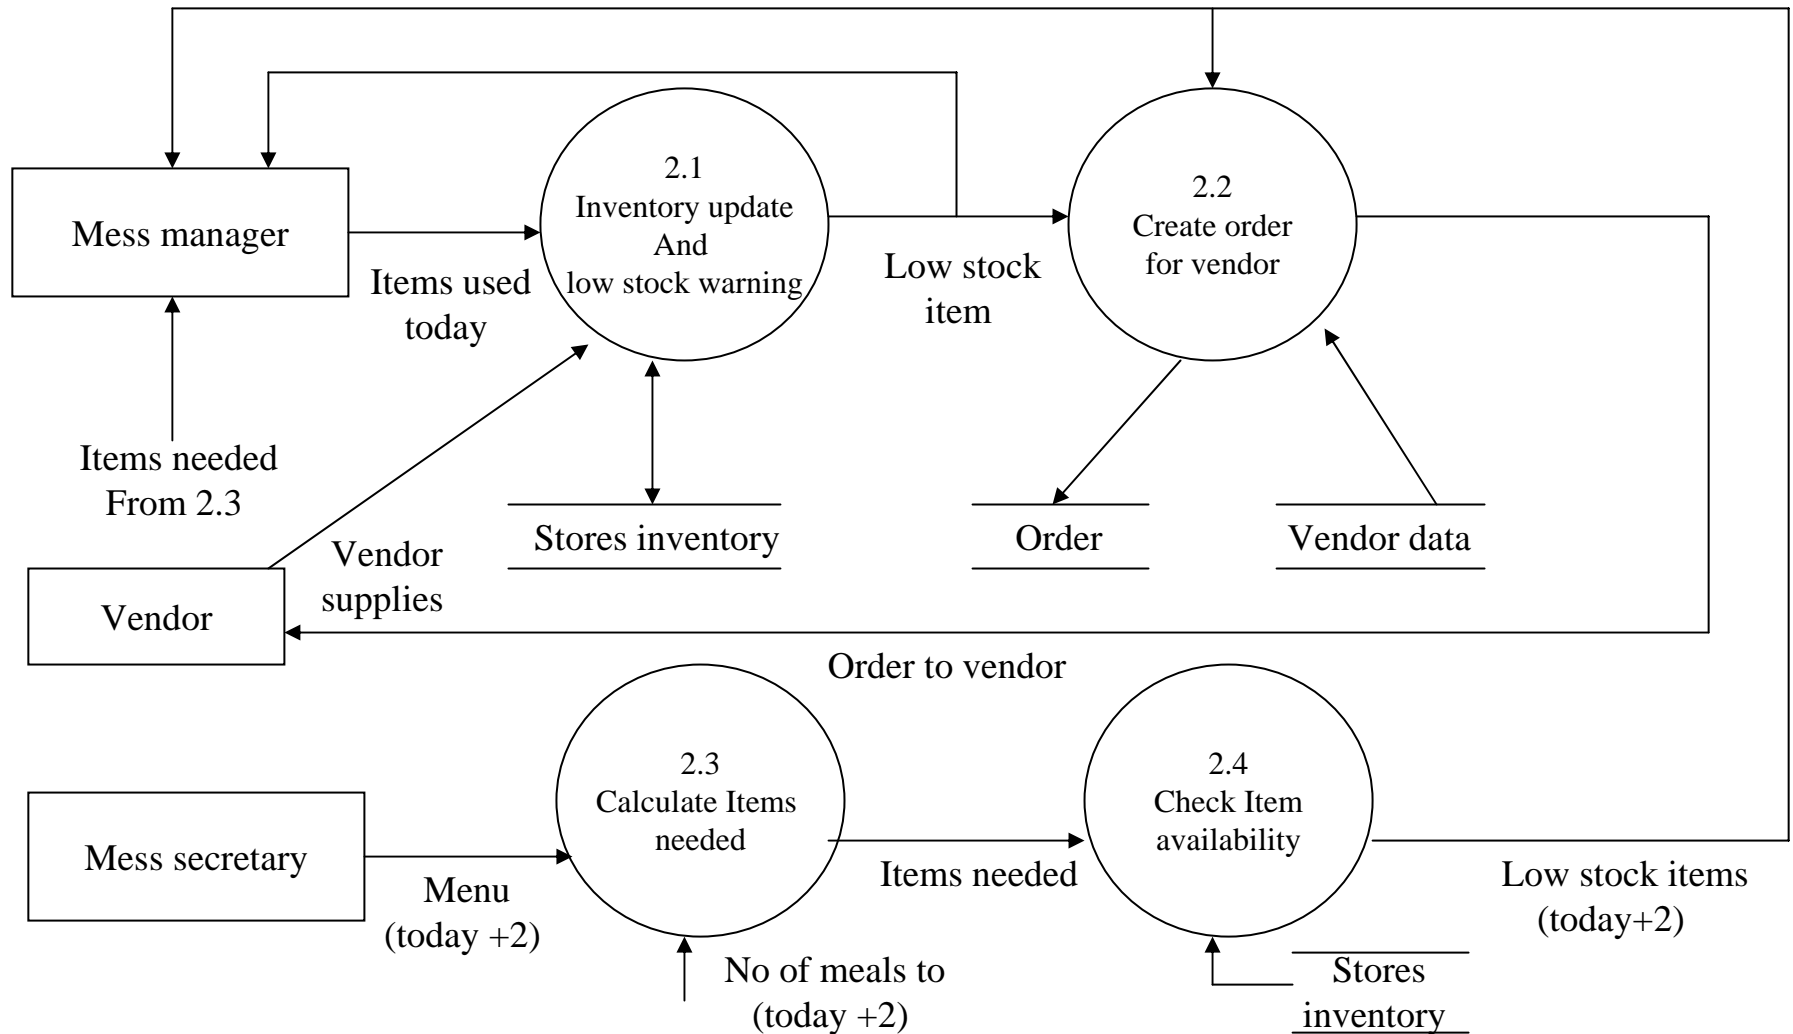 2.1
Inventory update
And
low stock warning
2.2
Create order
for vendor
Mess manager
Items used
today
Low stock
item
Items needed
From 2.3
Stores inventory
Order
Vendor data
Vendor
supplies
Vendor
Order to vendor
2.3
Calculate Items
needed
2.4
Check Item
availability
Mess secretary
Menu
(today +2)
Items needed
Low stock items
(today+2)
No of meals to
(today +2)
Stores
inventory